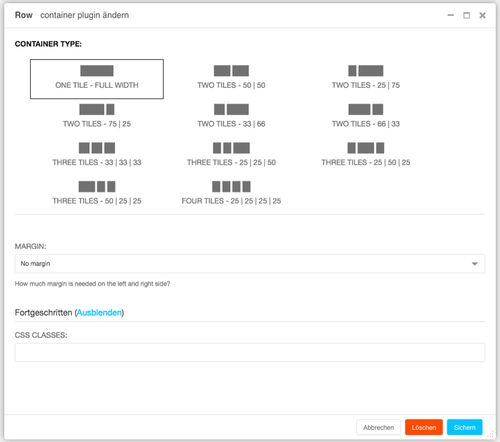 Row container plugin ändern
CONTAINER TYPE:
ONE TILE - FULL WIDTH TWO TILES - 50 | 50 TWO TILES - 25 | 75
TWO TILES - 75 | 25 TWO TILES - 33 | 66 TWO TILES - 66 | 33
THREE TILES - 33 | 33 | 33 THREE TILES - 25 | 25 | 50 THREE TILES - 25 | 50 | 25
THREE TILES - 50 | 25 | 25 FOUR TILES - 25 | 25 | 25 | 25
MARGIN:
No margin
How much margin is needed on the left and right side?
Fortgeschritten (Ausblenden)
CSS CLASSES:
Abbrechen Löschen Sichern